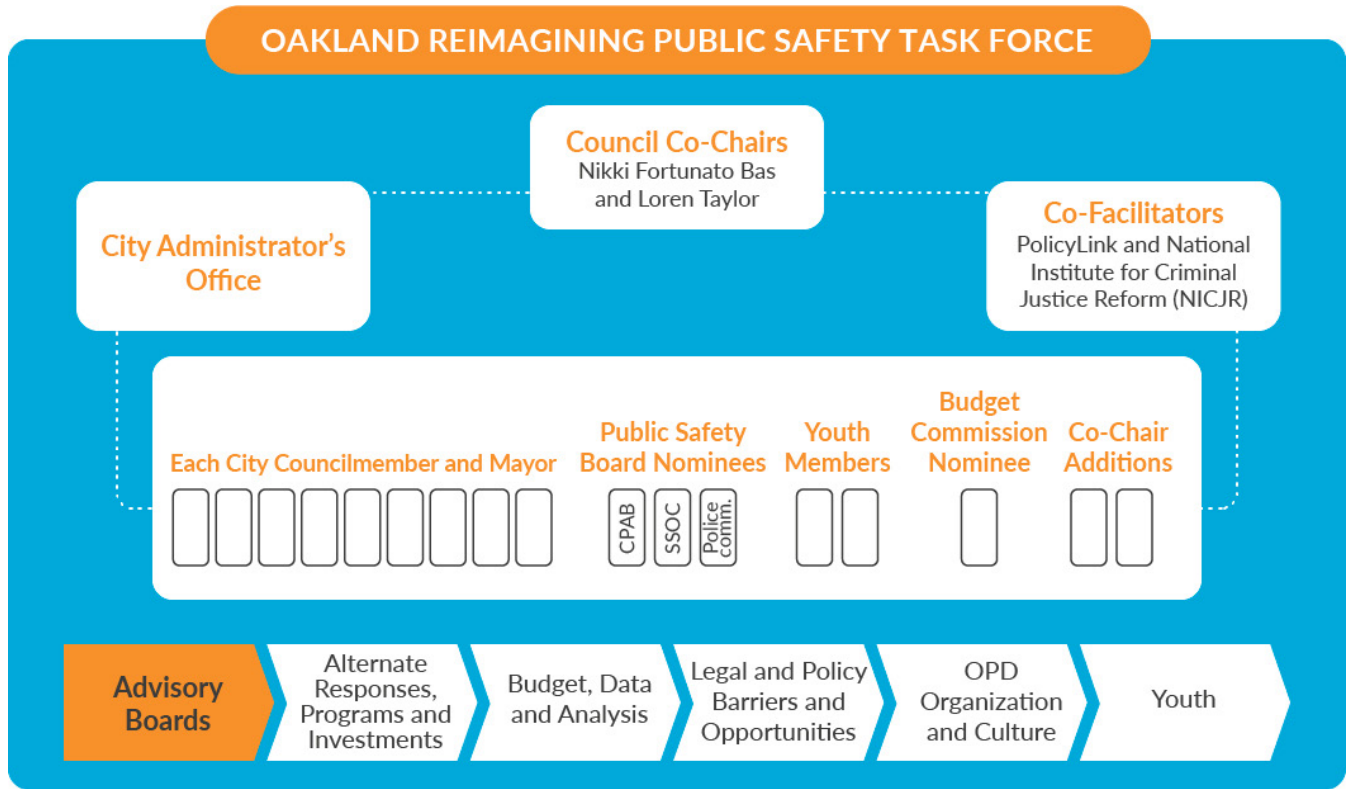 OAKLAND REIMAGINING PUBLIC SAFETY TASK FORCE
Council Co-Chairs
Nikki Fortunato Bas
and Loren Taylor
City Administrator's
Office
Co-Facilitators
PolicyLink and National
Institute for Criminal
Justice Reform (NICJR)
Each City Councilmember and Mayor
Public Safety
Board Nominees
CPAB
SSOC
Police
comm.
Youth
Members
Budget
Commission
Nominee
Co-Chair
Additions
Advisory
Boards
Alternate
Responses,
Programs and
Investments
Budget, Data
and Analysis
Legal and Policy
Barriers and
Opportunities
OPD
Organization
and Culture
Youth